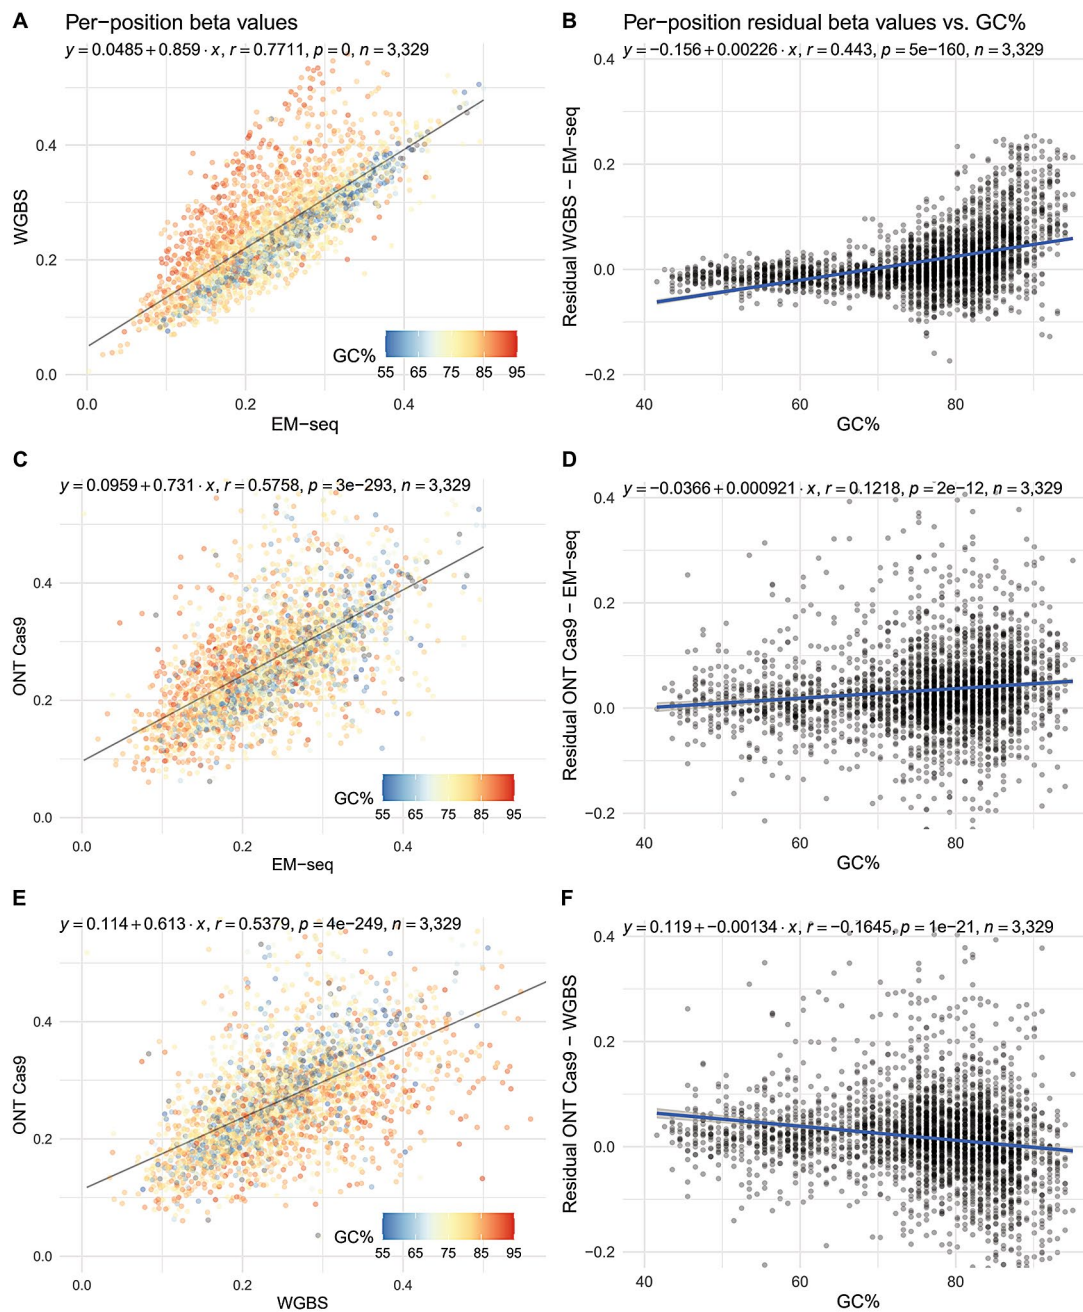 A Per−position beta values
y = 0.0485 + 0.859 · x, r = 0.7711, p = 0, n = 3,329
WGBS
0.4
0.2
0.0
GC%
55 65 75 85 95
0.0 0.2 0.4
EM−seq
B Per−position residual beta values vs. GC%
y = −0.156 + 0.00226 · x, r = 0.443, p = 5e−160, n = 3,329
Residual WGBS − EM−seq
0.4
0.2
0.0
−0.2
40 60 80
GC%
C
y = 0.0959 + 0.731 · x, r = 0.5758, p = 3e−293, n = 3,329
ONT Cas9
0.4
0.2
0.0
GC%
55 65 75 85 95
0.0 0.2 0.4
EM−seq
D
y = −0.0366 + 0.000921 · x, r = 0.1218, p = 2e−12, n = 3,329
Residual ONT Cas9 − EM−seq
0.4
0.2
0.0
−0.2
40 60 80
GC%
E
y = 0.114 + 0.613 · x, r = 0.5379, p = 4e−249, n = 3,329
ONT Cas9
0.4
0.2
0.0
GC%
55 65 75 85 95
0.0 0.2 0.4
WGBS
F
y = 0.119 + −0.00134 · x, r = −0.1645, p = 1e−21, n = 3,329
Residual ONT Cas9 − WGBS
0.4
0.2
0.0
−0.2
40 60 80
GC%